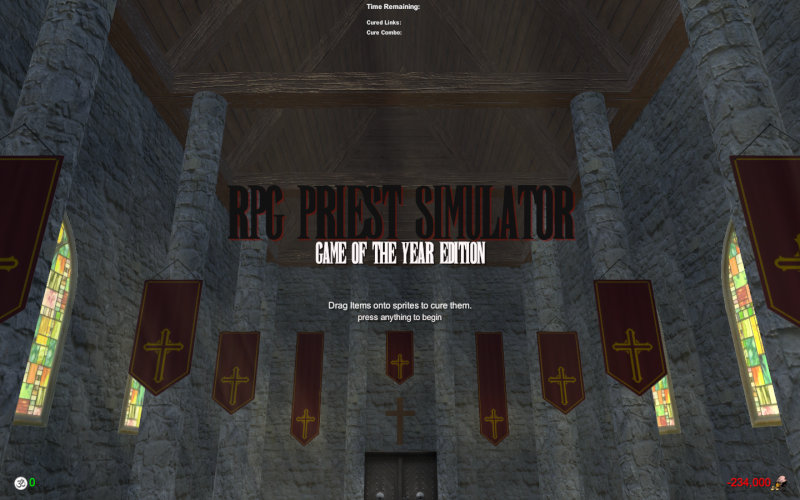 Time Remaining:
Cured Links:
Cure Combo:
RPG PRIEST SIMULATOR
GAME OF THE YEAR EDITION
Drag Items onto sprites to cure them.
press anything to begin
0
-234,000